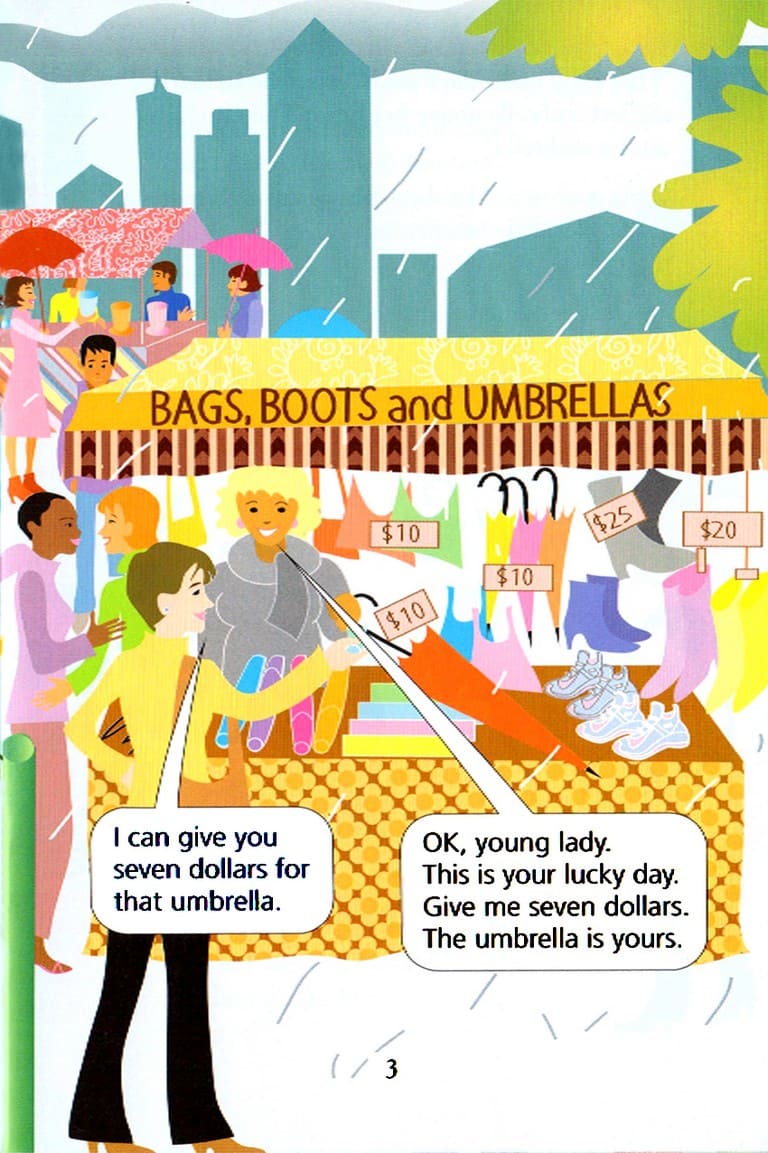 BAGS, BOOTS and UMBRELLAS
$10
$25
$20
$10
$10
I can give you
seven dollars for
that umbrella.
OK, young lady.
This is your lucky day.
Give me seven dollars.
The umbrella is yours.
3